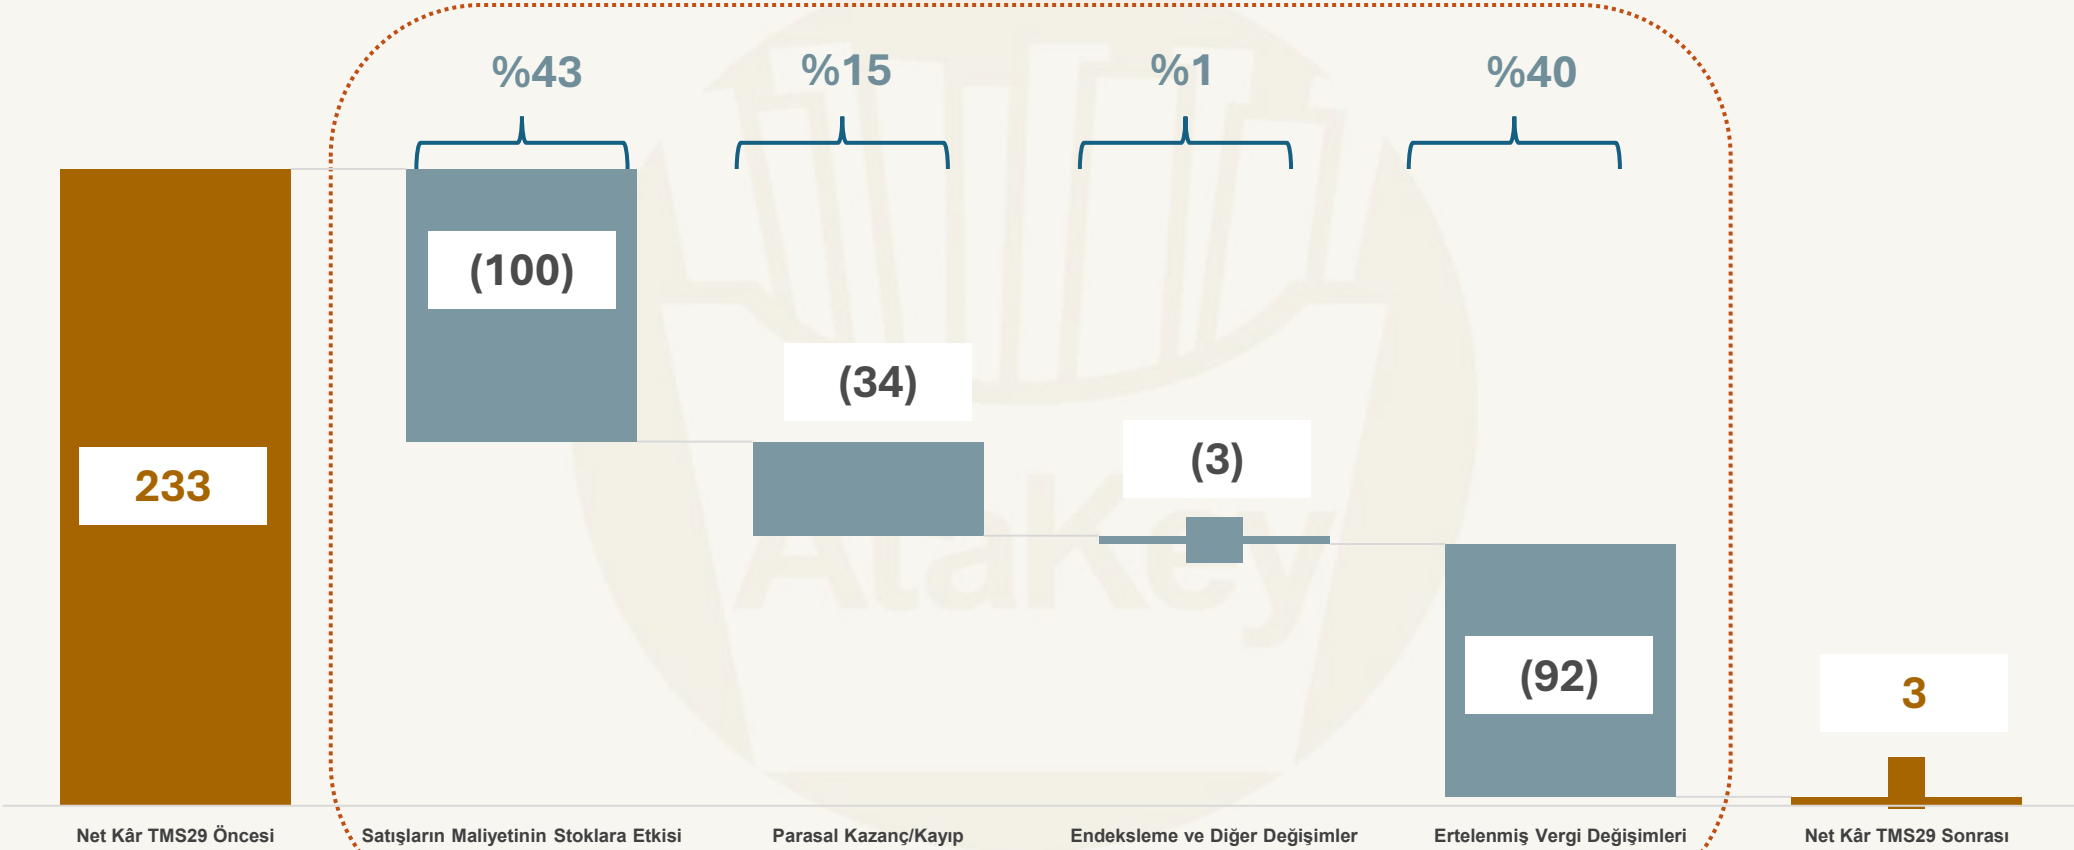 %43 %15 %1 %40
(100)
(34)
(3)
233
(92)
3
AtaKey
Net Kâr TMS29 Öncesi Satışların Maliyetinin Stoklara Etkisi Parasal Kazanç/Kayıp Endeksleme ve Diğer Değişimler Ertelenmiş Vergi Değişimleri Net Kâr TMS29 Sonrası